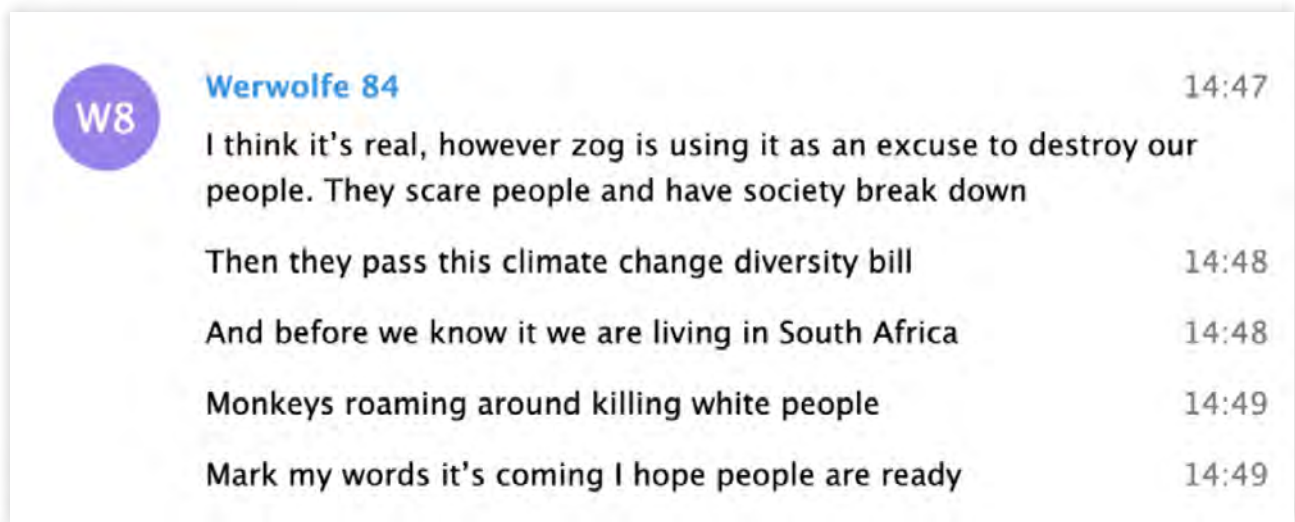 W8
Werwolfe 84 14:47
I think it's real, however zog is using it as an excuse to destroy our
people. They scare people and have society break down
Then they pass this climate change diversity bill 14:48
And before we know it we are living in South Africa 14:48
Monkeys roaming around killing white people 14:49
Mark my words it's coming I hope people are ready 14:49